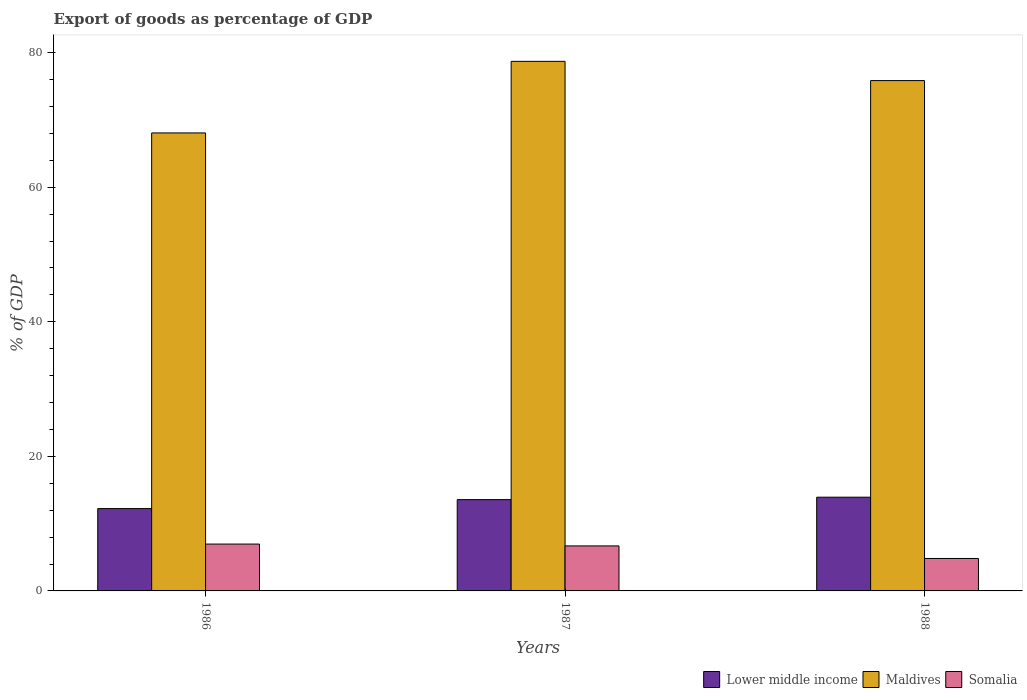 Export of goods as percentage of GDP
80
60
40
20
0
% of GDP
1986
1987
1988
Years
Lower middle income
Maldives
Somalia